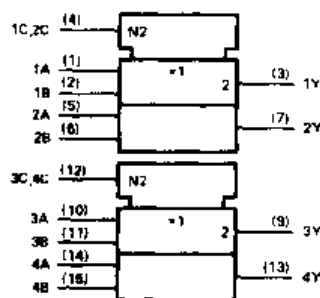 1C,2C (4) N2
=1
1A (1)
1B (2) 2 (3) 1Y
2A (5)
2B (6) (7) 2Y
3C,4C (12) N2
=1
3A (10)
3B (11) 2 (9) 3Y
4A (14)
4B (15) (13) 4Y